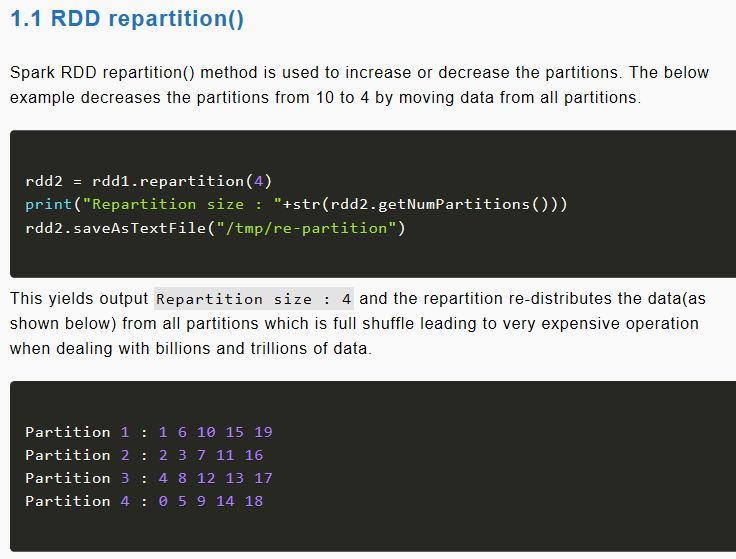 1.1 RDD repartition()
Spark RDD repartition() method is used to increase or decrease the partitions. The below
example decreases the partitions from 10 to 4 by moving data from all partitions.
rdd2 = rdd1.repartition(4)
print("Repartition size : "+str(rdd2.getNumPartitions()))
rdd2.saveAsTextFile("/tmp/re-partition")
This yields output Repartition size : 4 and the repartition re-distributes the data(as
shown below) from all partitions which is full shuffle leading to very expensive operation
when dealing with billions and trillions of data.
Partition 1 : 1 6 10 15 19
Partition 2 : 2 3 7 11 16
Partition 3 : 4 8 12 13 17
Partition 4 : 0 5 9 14 18